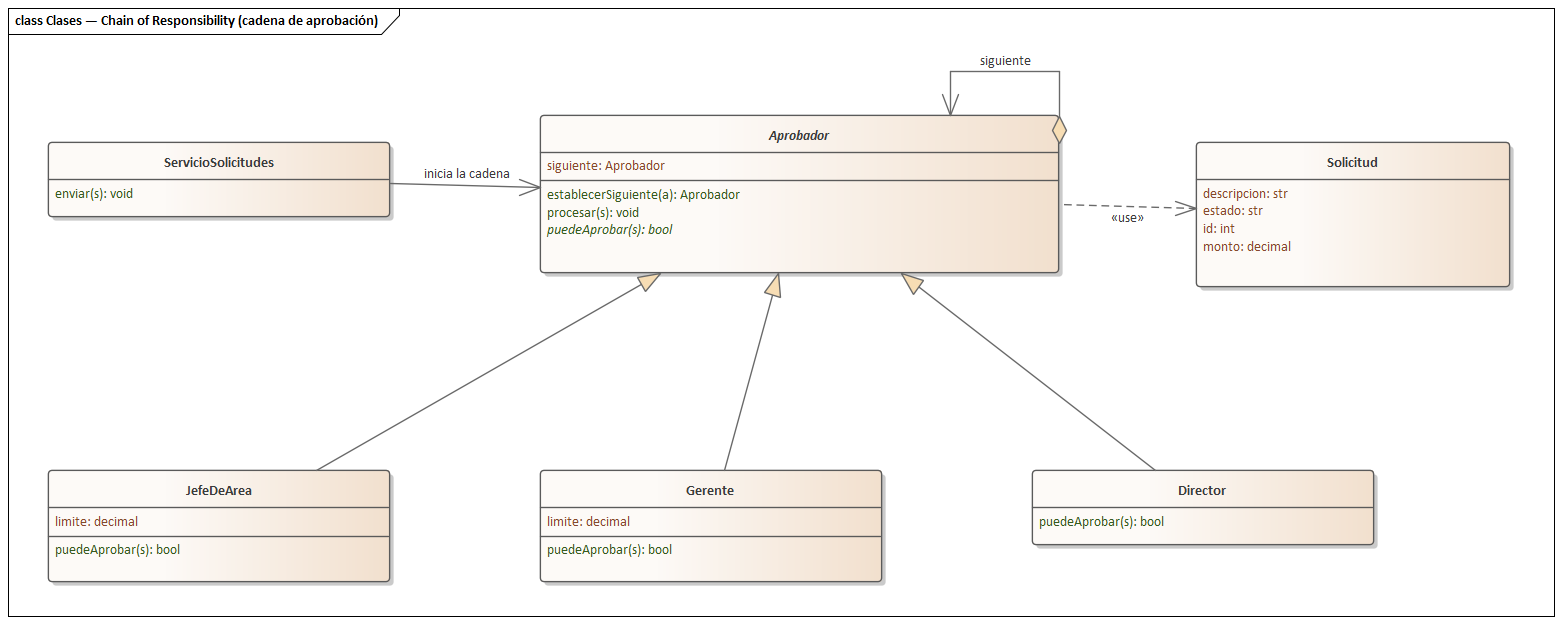 class Clases — Chain of Responsibility (cadena de aprobación)
siguiente
Aprobador
siguiente: Aprobador
establecerSiguiente(a): Aprobador
procesar(s): void
puedeAprobar(s): bool
ServicioSolicitudes
enviar(s): void
inicia la cadena
«use»
Solicitud
descripcion: str
estado: str
id: int
monto: decimal
JefeDeArea
limite: decimal
puedeAprobar(s): bool
Gerente
limite: decimal
puedeAprobar(s): bool
Director
puedeAprobar(s): bool